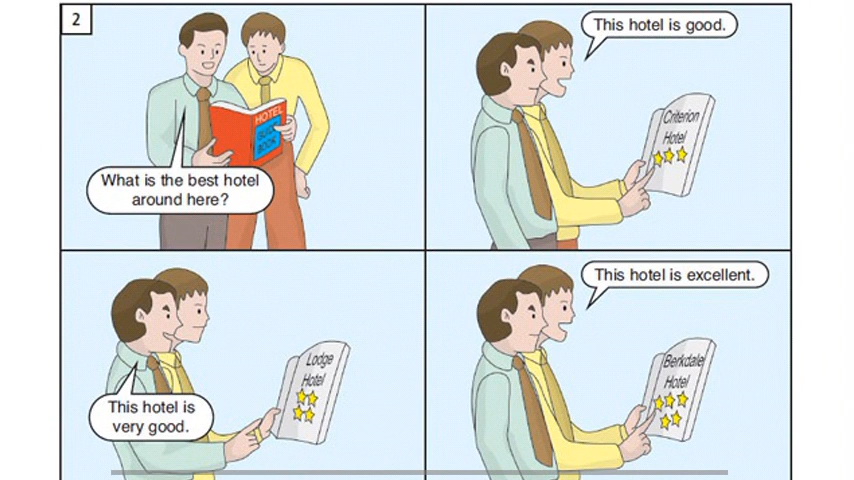 2
HOTEL
GUIDE
BOOK
What is the best hotel
around here?
This hotel is good.
Criterion
Hotel
This hotel is
very good.
Lodge
Hotel
This hotel is excellent.
Berkdale
Hotel